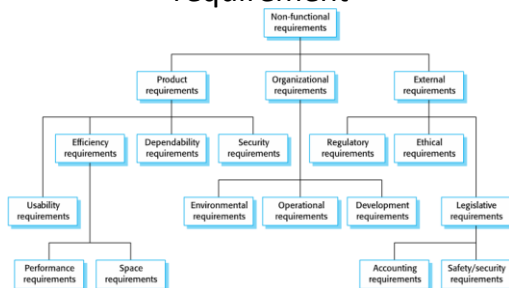 requirement
Non-functional
requirements
Product
requirements
Organizational
requirements
External
requirements
Efficiency
requirements
Dependability
requirements
Security
requirements
Regulatory
requirements
Ethical
requirements
Usability
requirements
Environmental
requirements
Operational
requirements
Development
requirements
Legislative
requirements
Performance
requirements
Space
requirements
Accounting
requirements
Safety/security
requirements